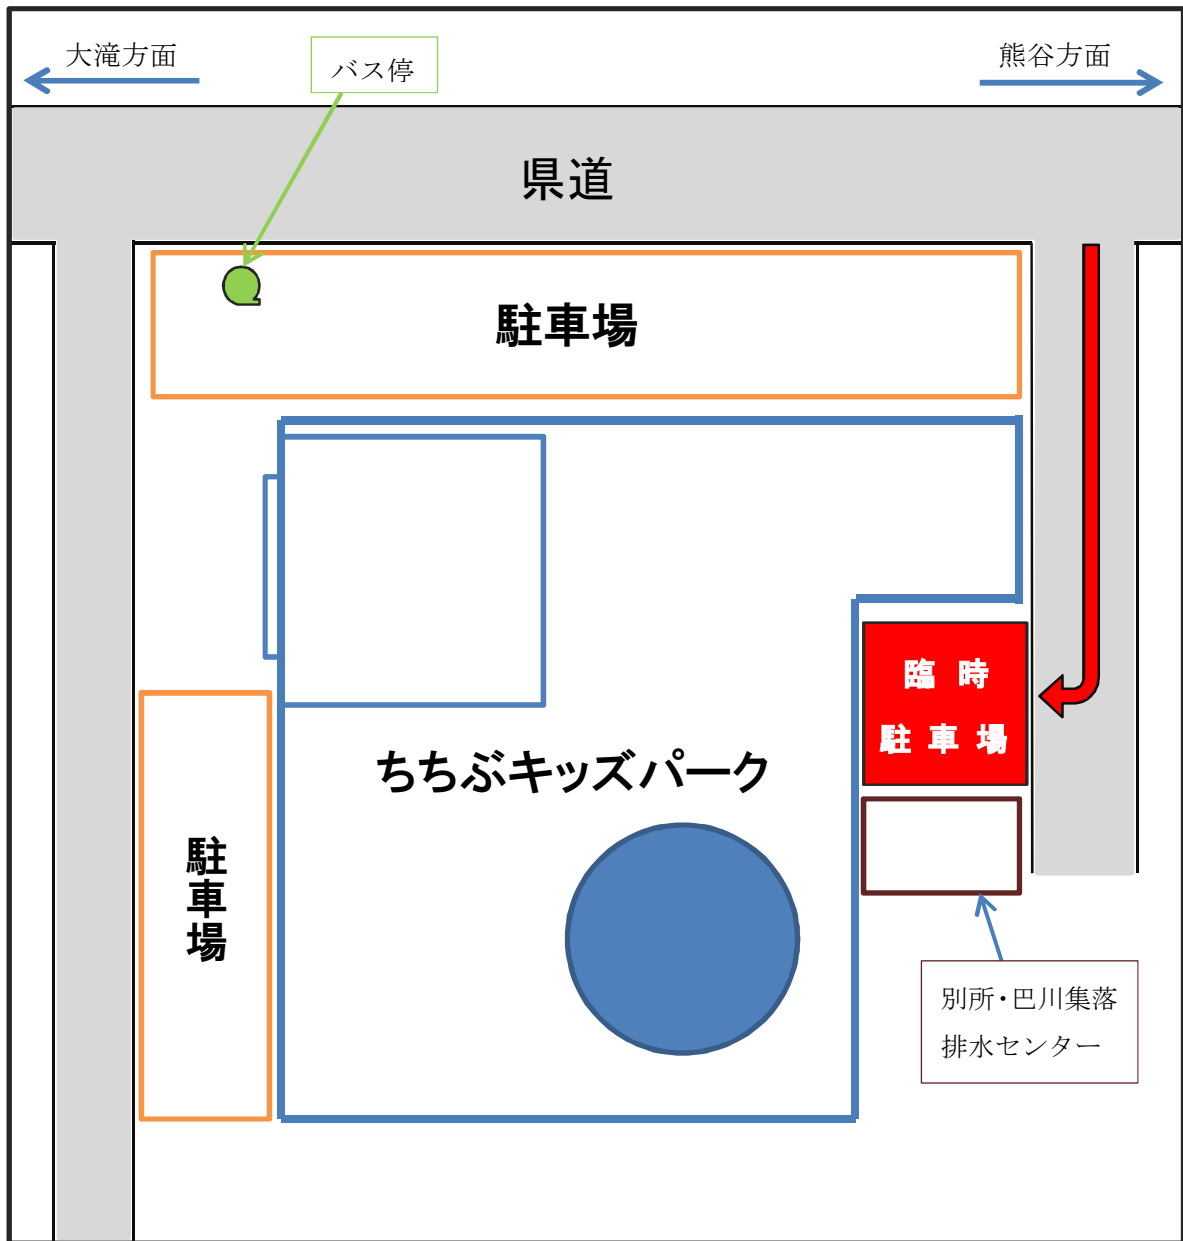 大滝方面
バス停
熊谷方面
県道
駐車場
臨時
駐車場
ちちぶキッズパーク
駐車場
別所・巴川集落
排水センター